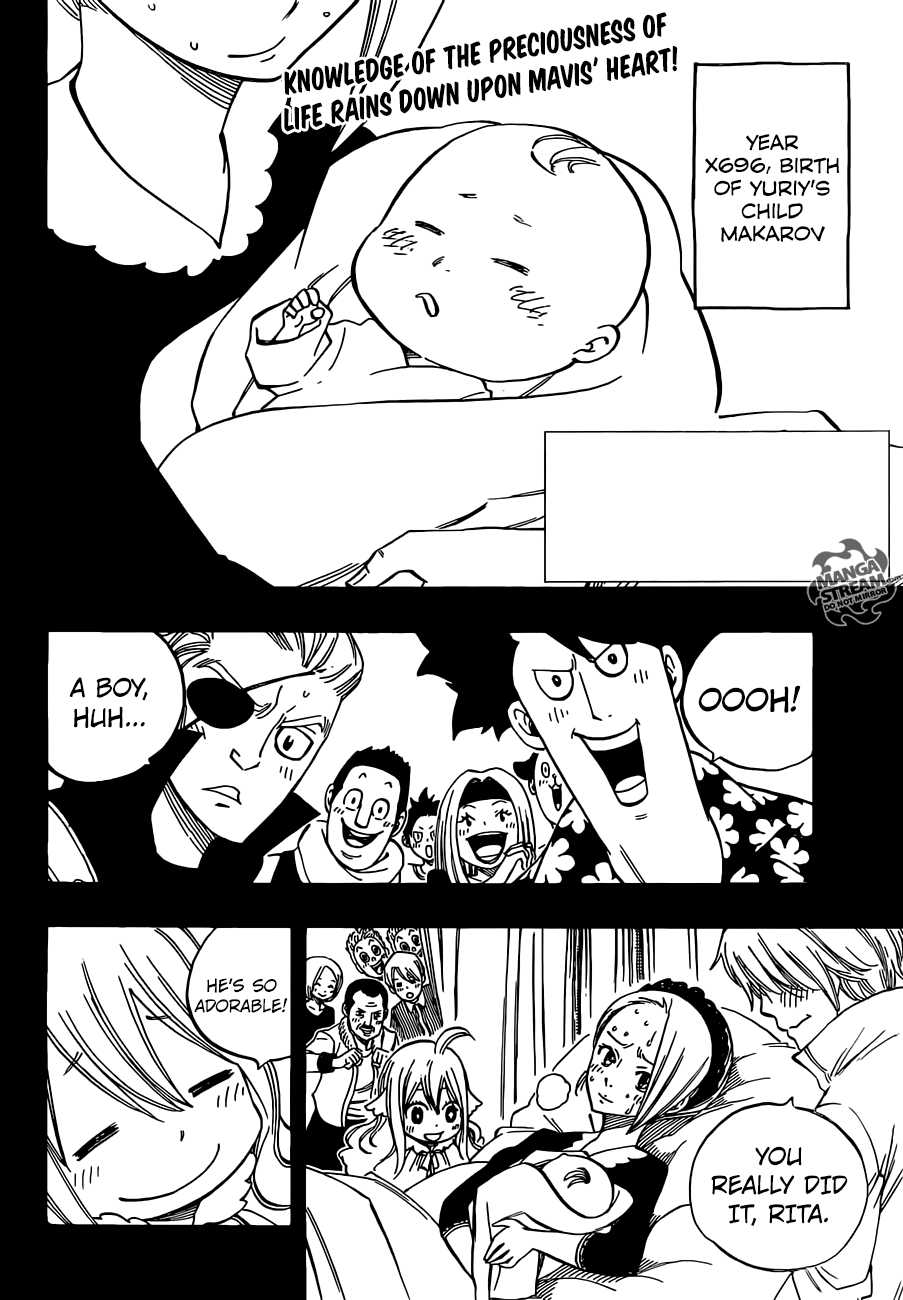 KNOWLEDGE OF THE PRECIOUSNESS OF
LIFE RAINS DOWN UPON MAVIS' HEART!
YEAR
X696, BIRTH
OF YURIY'S
CHILD
MAKAROV
MANGA
STREAM.com
DO NOT MIRROR
OOOH!
A BOY,
HUH...
HE'S SO
ADORABLE!
YOU
REALLY DID
IT, RITA.